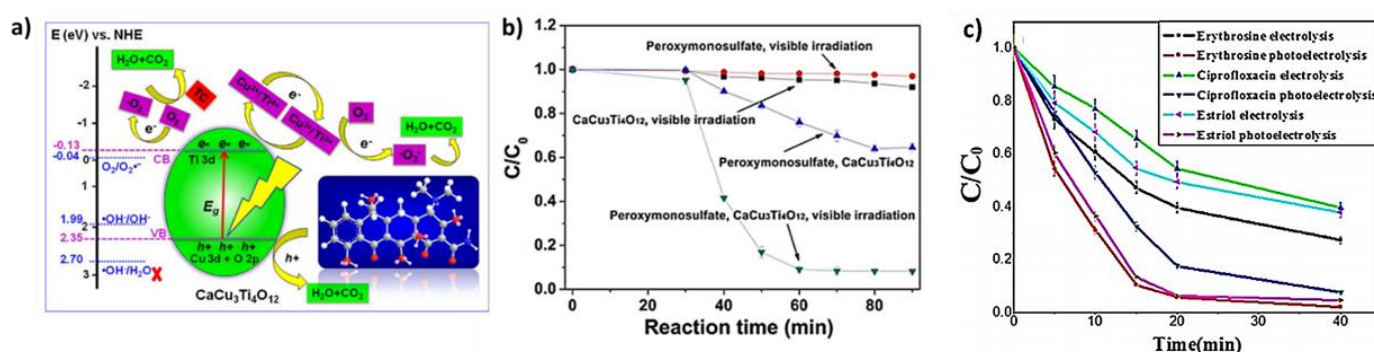 a)
E (eV) vs. NHE
H₂O+CO₂
-2
·O₂⁻
TC
O₂
e⁻
-1
e⁻
O₂
e⁻
·O₂⁻
H₂O+CO₂
-0.13
-0.04
0
CB
O₂/O₂•⁻
e- e- e-
Ti 3d
1
Eg
1.99
•OH⁻/OH⁻
2
2.35
VB
h+ h+ h+
Cu 3d + O 2p
2.70
•OH⁻/H₂O
3
h+
H₂O+CO₂
CaCu₃Ti₄O₁₂
b)
Peroxymonosulfate, visible irradiation
CaCu₃Ti₄O₁₂, visible irradiation
Peroxymonosulfate, CaCu₃Ti₄O₁₂
Peroxymonosulfate, CaCu₃Ti₄O₁₂, visible irradiation
C/C₀
1.2
1.0
0.8
0.6
0.4
0.2
0.0
0 20 40 60 80
Reaction time (min)
c)
Erythrosine electrolysis
Erythrosine photoelectrolysis
Ciprofloxacin electrolysis
Ciprofloxacin photoelectrolysis
Estriol electrolysis
Estriol photoelectrolysis
C/C₀
1.0
0.8
0.6
0.4
0.2
0.0
0 10 20 30 40
Time(min)